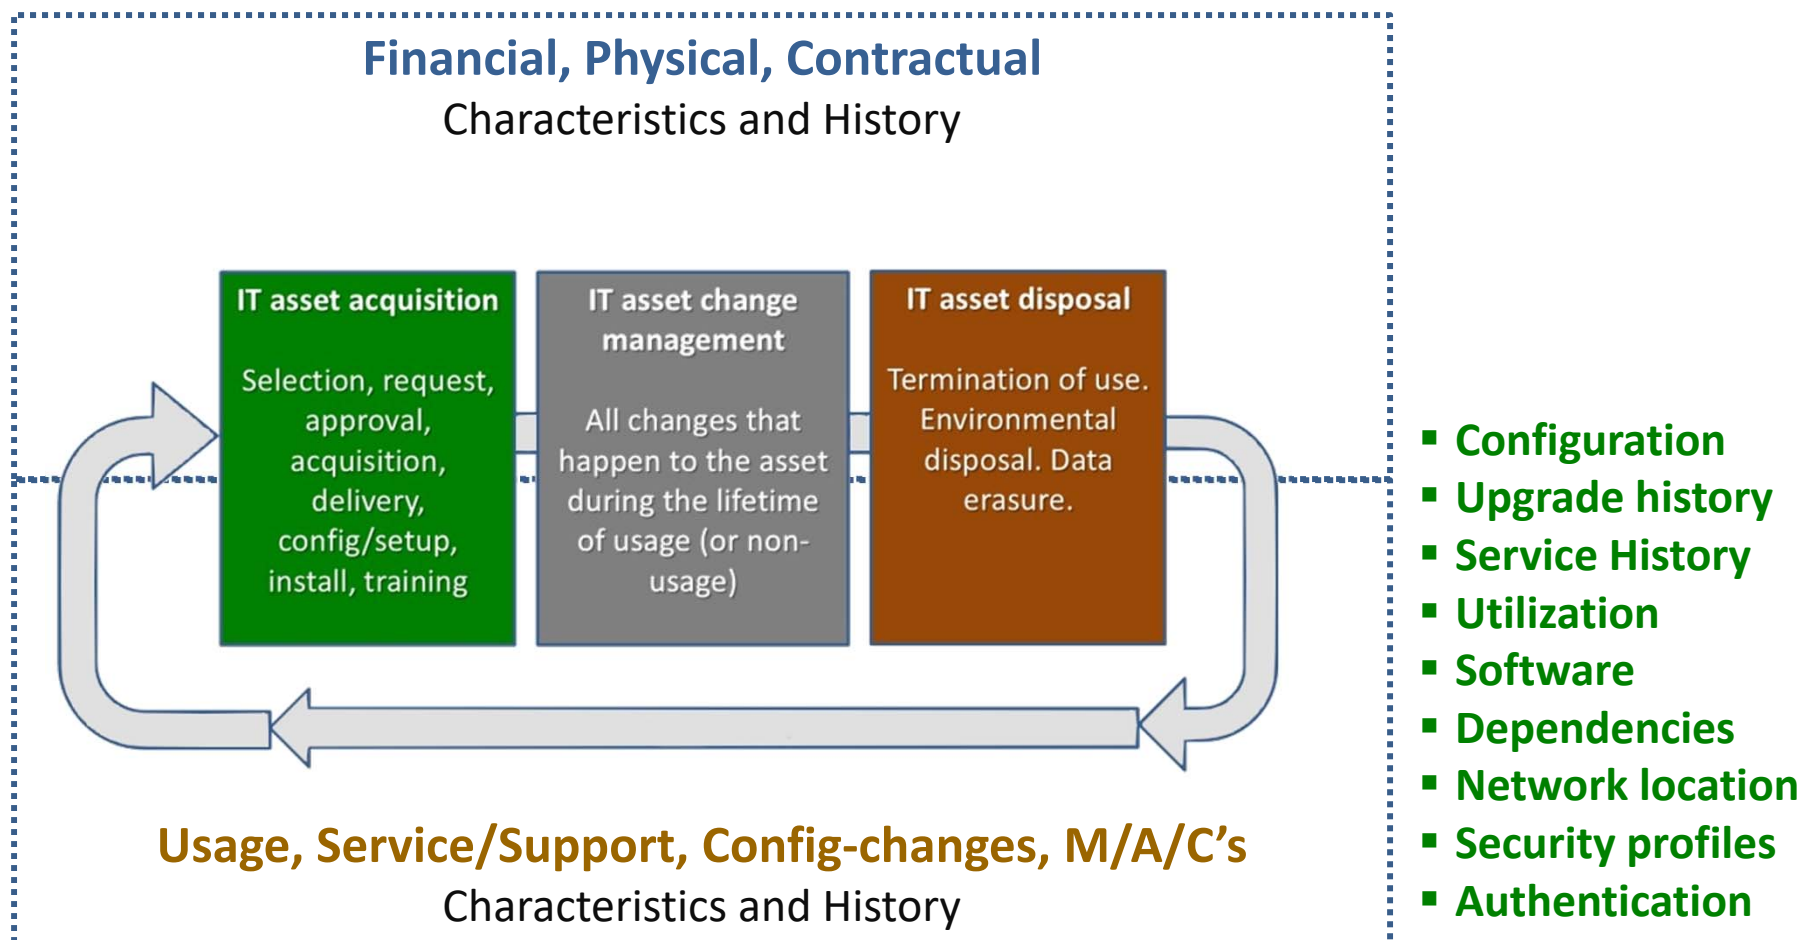 Financial, Physical, Contractual
Characteristics and History
IT asset acquisition
Selection, request,
approval,
acquisition,
delivery,
config/setup,
install, training
IT asset change
management
All changes that
happen to the asset
during the lifetime
of usage (or non-
usage)
IT asset disposal
Termination of use.
Environmental
disposal. Data
erasure.
Usage, Service/Support, Config-changes, M/A/C’s
Characteristics and History
▪ Configuration
▪ Upgrade history
▪ Service History
▪ Utilization
▪ Software
▪ Dependencies
▪ Network location
▪ Security profiles
▪ Authentication